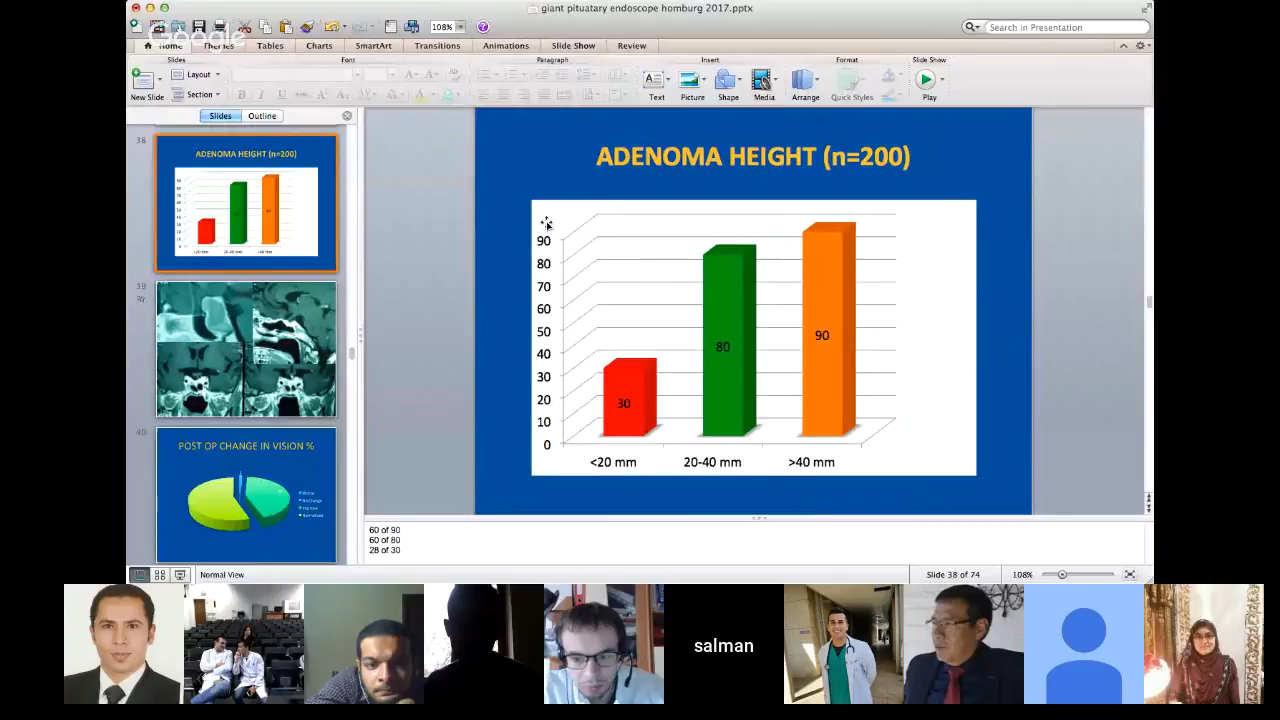 giant pituatary endoscope homburg 2017.pptx
Google
108%
Search in Presentation
Home Themes Tables Charts SmartArt Transitions Animations Slide Show Review
Slides Font Paragraph Insert Format Slide Show
Layout
Section
New Slide Text Picture Shape Media Arrange Quick Styles Play
Slides Outline
38
ADENOMA HEIGHT (n=200)
39
40
POST OP CHANGE IN VISION %
ADENOMA HEIGHT (n=200)
90
80
70
60
50
40
30
20
10
0
30
80
90
<20 mm 20-40 mm >40 mm
60 of 90
60 of 80
28 of 30
Normal View Slide 38 of 74 108%
salman